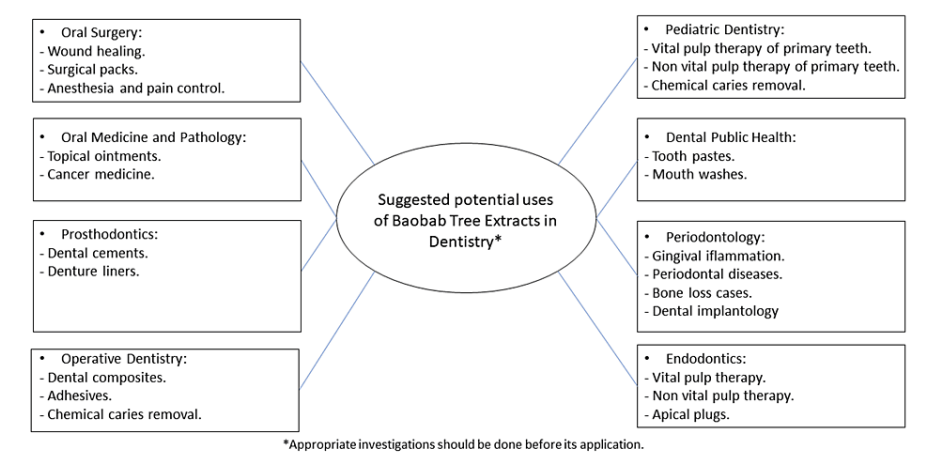 • Oral Surgery:
- Wound healing.
- Surgical packs.
- Anesthesia and pain control.
• Oral Medicine and Pathology:
- Topical ointments.
- Cancer medicine.
• Prosthodontics:
- Dental cements.
- Denture liners.
• Operative Dentistry:
- Dental composites.
- Adhesives.
- Chemical caries removal.
Suggested potential uses
of Baobab Tree Extracts in
Dentistry*
• Pediatric Dentistry:
- Vital pulp therapy of primary teeth.
- Non vital pulp therapy of primary teeth.
- Chemical caries removal.
• Dental Public Health:
- Tooth pastes.
- Mouth washes.
• Periodontology:
- Gingival iflammation.
- Periodontal diseases.
- Bone loss cases.
- Dental implantology
• Endodontics:
- Vital pulp therapy.
- Non vital pulp therapy.
- Apical plugs.
*Appropriate investigations should be done before its application.